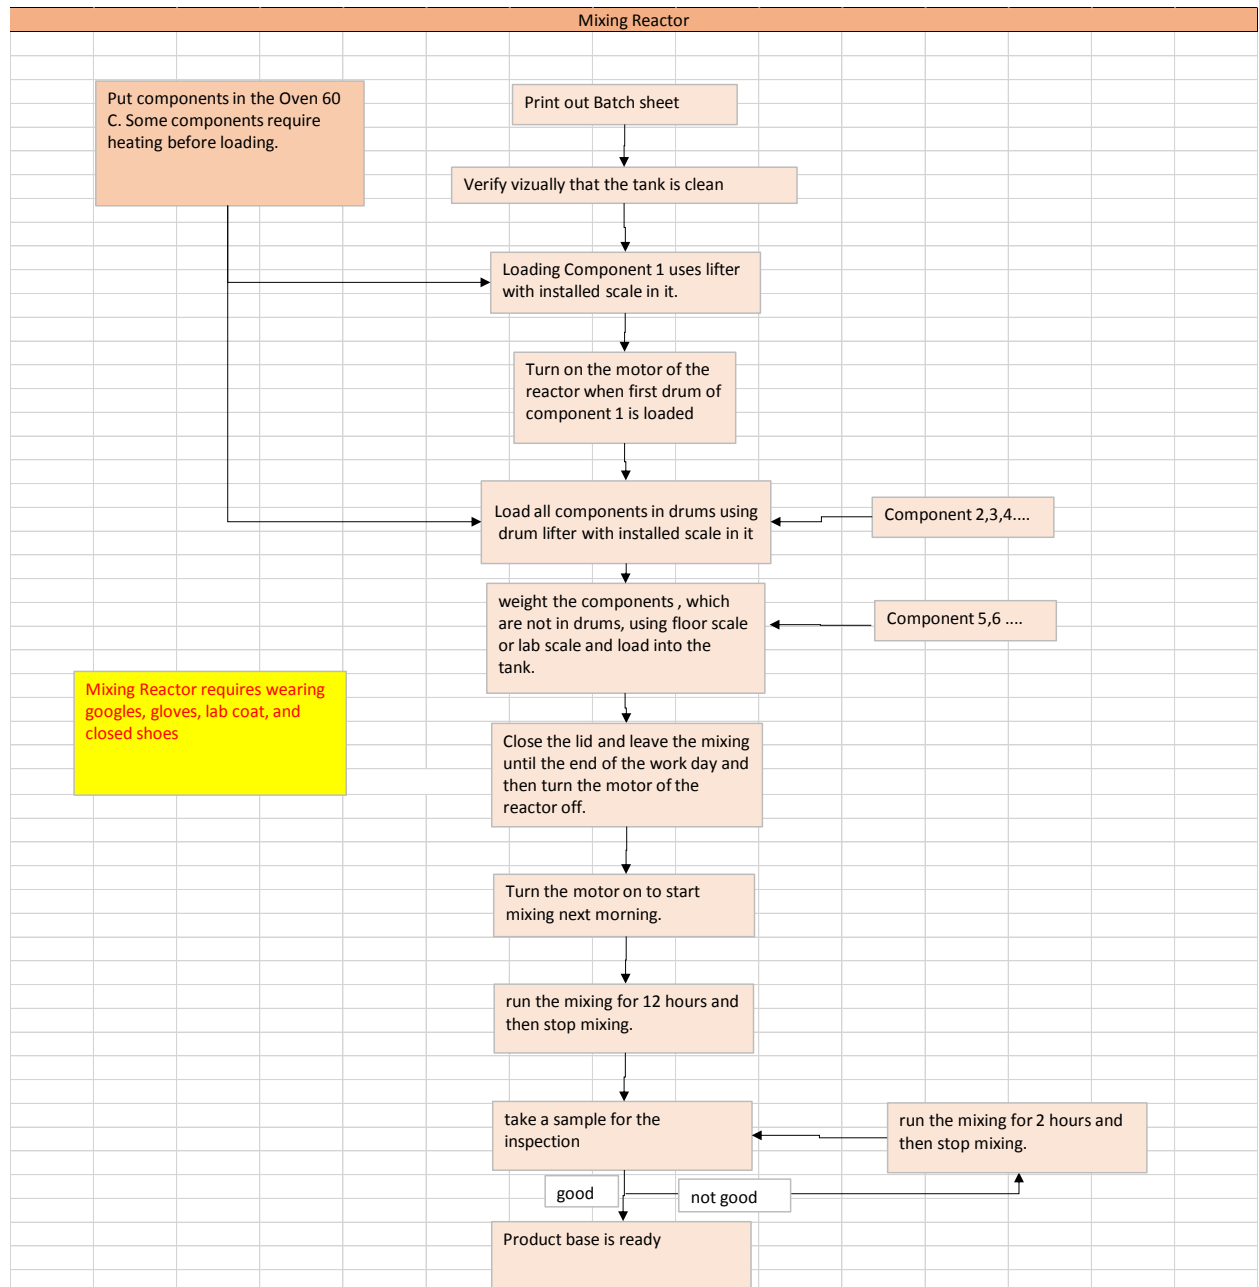 Mixing Reactor
Put components in the Oven 60
C. Some components require
heating before loading.
Print out Batch sheet
Verify vizually that the tank is clean
Loading Component 1 uses lifter
with installed scale in it.
Turn on the motor of the
reactor when first drum of
component 1 is loaded
Load all components in drums using
drum lifter with installed scale in it
Component 2,3,4....
weight the components , which
are not in drums, using floor scale
or lab scale and load into the
tank.
Component 5,6 ....
Mixing Reactor requires wearing
googles, gloves, lab coat, and
closed shoes
Close the lid and leave the mixing
until the end of the work day and
then turn the motor of the
reactor off.
Turn the motor on to start
mixing next morning.
run the mixing for 12 hours and
then stop mixing.
take a sample for the
inspection
run the mixing for 2 hours and
then stop mixing.
good
not good
Product base is ready